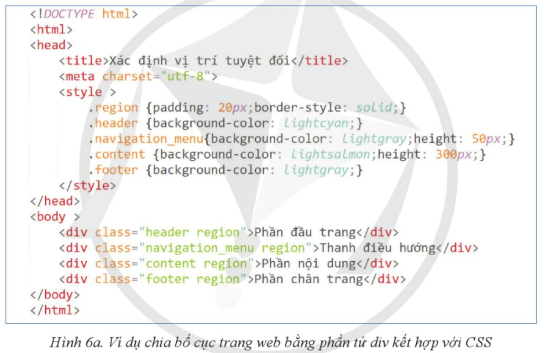 <!DOCTYPE html>
<html>
<head>
    <title>Xác định vị trí tuyệt đối</title>
    <meta charset="utf-8">
    <style >
        .region {padding: 20px;border-style: solid;}
        .header {background-color: lightcyan;}
        .navigation_menu{background-color: lightgray;height: 50px;}
        .content {background-color: lightsalmon;height: 300px;}
        .footer {background-color: lightgray;}
    </style>
</head>
<body >
    <div class="header region">Phần đầu trang</div>
    <div class="navigation_menu region">Thanh điều hướng</div>
    <div class="content region">Phần nội dung</div>
    <div class="footer region">Phần chân trang</div>
</body>
</html>
Hình 6a. Ví dụ chia bố cục trang web bằng phần tử div kết hợp với CSS